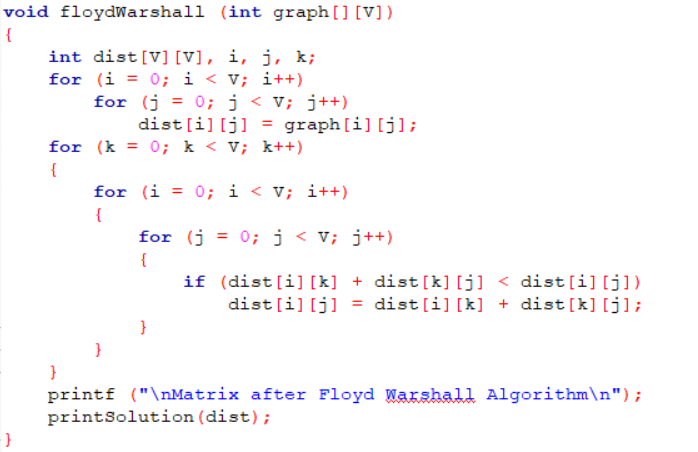 void floydWarshall (int graph[][V])
{
    int dist[V][V], i, j, k;
    for (i = 0; i < V; i++)
        for (j = 0; j < V; j++)
            dist[i][j] = graph[i][j];
    for (k = 0; k < V; k++)
    {
        for (i = 0; i < V; i++)
        {
            for (j = 0; j < V; j++)
            {
                if (dist[i][k] + dist[k][j] < dist[i][j])
                    dist[i][j] = dist[i][k] + dist[k][j];
            }
        }
    }
    printf ("\nMatrix after Floyd Warshall Algorithm\n");
    printSolution(dist);
}